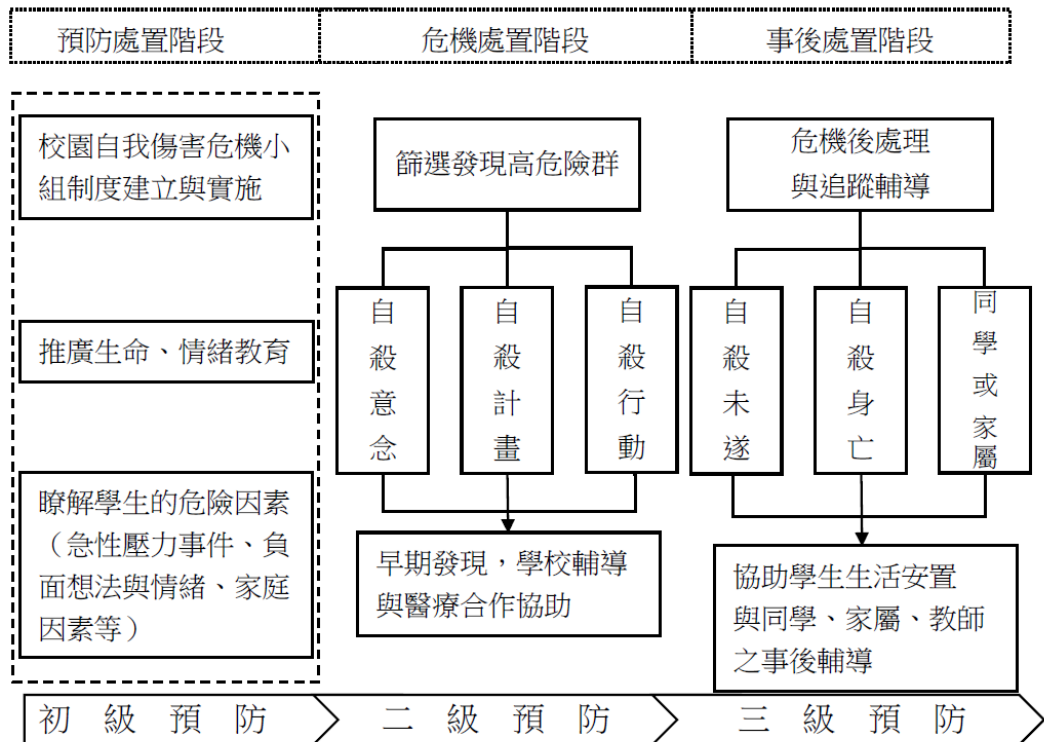 預防處置階段
危機處置階段
事後處置階段
校園自我傷害危機小
組制度建立與實施
推廣生命、情緒教育
瞭解學生的危險因素
（急性壓力事件、負
面想法與情緒、家庭
因素等）
篩選發現高危險群
自殺意念
自殺計畫
自殺行動
早期發現，學校輔導
與醫療合作協助
危機後處理
與追蹤輔導
自殺未遂
自殺身亡
同學或家屬
協助學生生活安置
與同學、家屬、教師
之事後輔導
初級預防
二級預防
三級預防